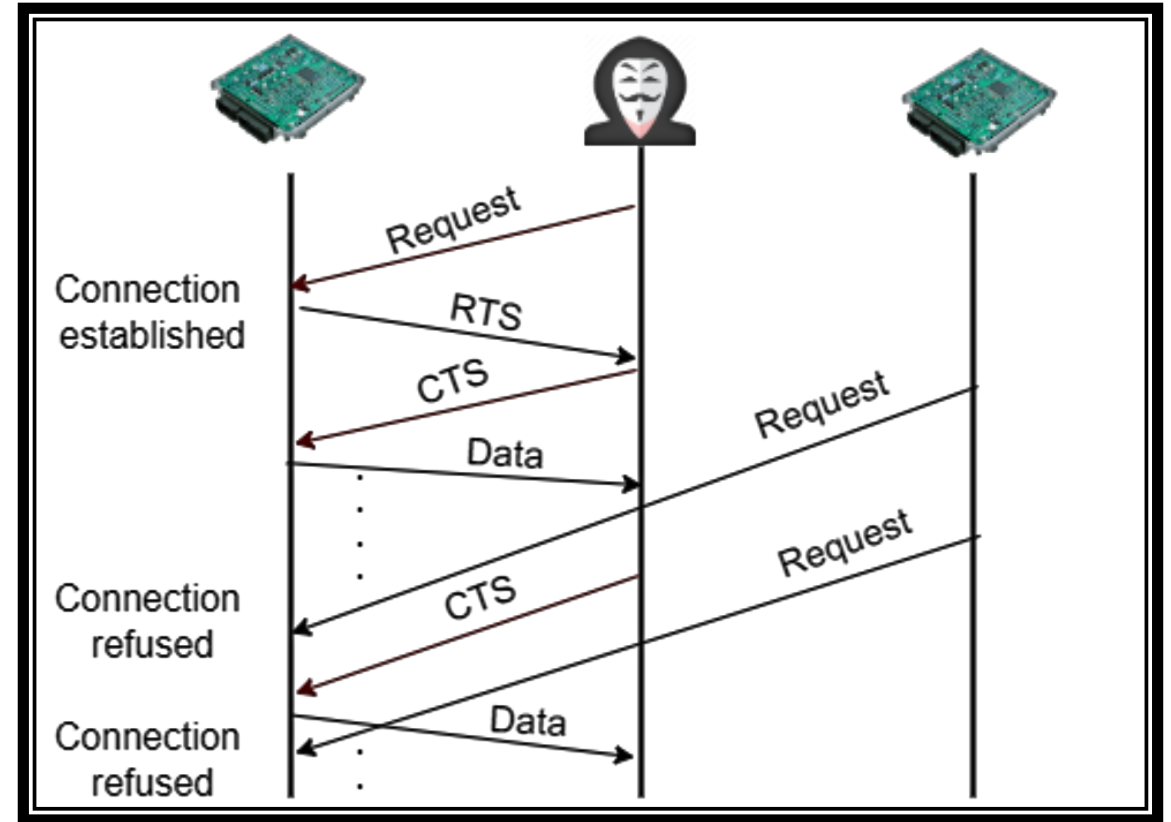 Request
Connection
established
RTS
CTS
Request
Data
Request
Connection
refused
CTS
Data
Connection
refused